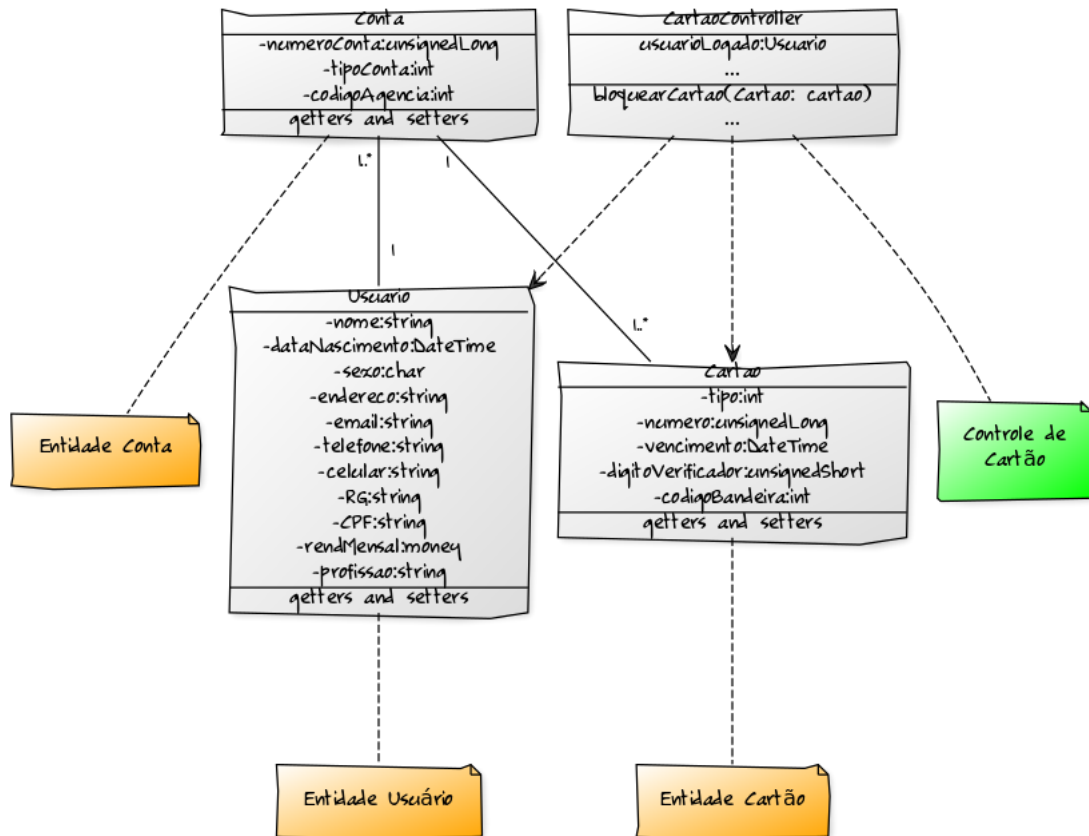 Conta
-numeroConta:unsignedLong
-tipoConta:int
-codigoAgencia:int
getters and setters
CartaoController
usuarioLogado:Usuario
...
bloquearCartao(Cartao: cartao)
...
1..*
1
1
1..*
Usuario
-nome:string
-dataNascimento:DateTime
-sexo:char
-endereco:string
-email:string
-telefone:string
-celular:string
-RG:string
-CPF:string
-rendMensal:money
-profissao:string
getters and setters
Cartao
-tipo:int
-numero:unsignedLong
-vencimento:DateTime
-digitoVerificador:unsignedShort
-codigoBandeira:int
getters and setters
Entidade Conta
Controle de
Cartão
Entidade Usuário
Entidade Cartão